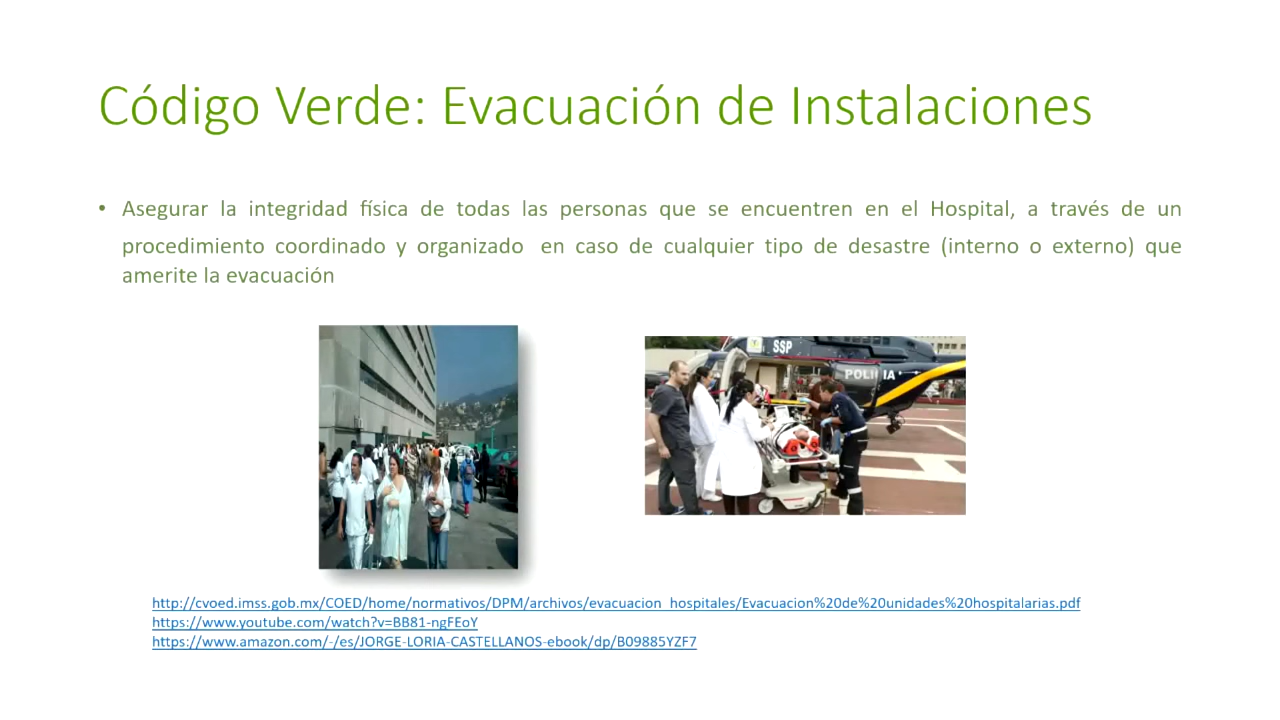 Código Verde: Evacuación de Instalaciones
• Asegurar la integridad física de todas las personas que se encuentren en el Hospital, a través de un
procedimiento coordinado y organizado en caso de cualquier tipo de desastre (interno o externo) que
amerite la evacuación
SSP
POLICIA
http://cvoed.imss.gob.mx/COED/home/normativos/DPM/archivos/evacuacion_hospitales/Evacuacion%20de%20unidades%20hospitalarias.pdf
https://www.youtube.com/watch?v=BB81-ngFEoY
https://www.amazon.com/-/es/JORGE-LORIA-CASTELLANOS-ebook/dp/B09885YZF7